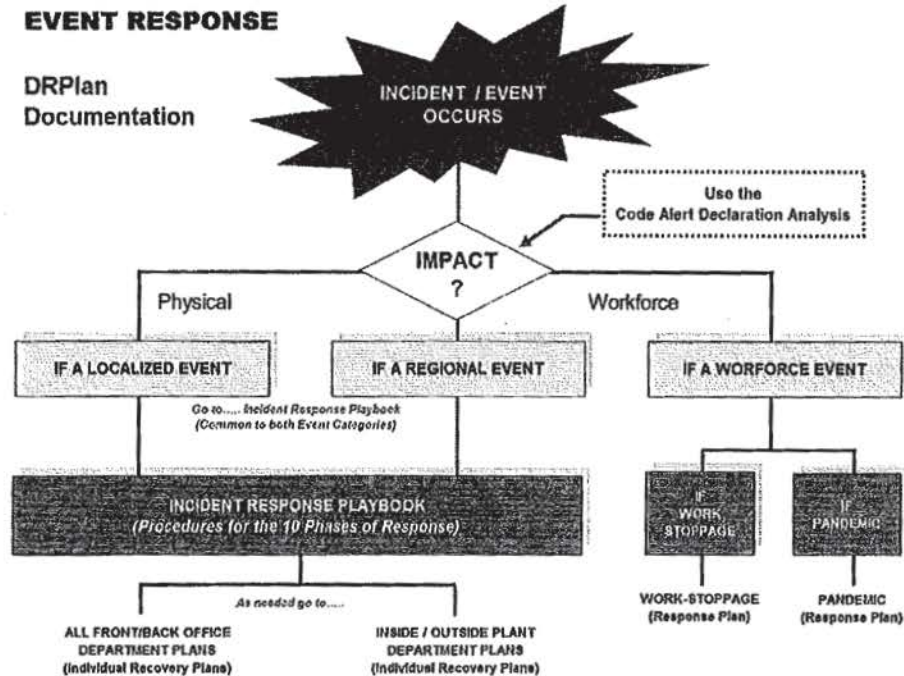 EVENT RESPONSE
DRPlan
Documentation
INCIDENT / EVENT
OCCURS
Use the
Code Alert Declaration Analysis
IMPACT
?
Physical
Workforce
IF A LOCALIZED EVENT
IF A REGIONAL EVENT
IF A WORFORCE EVENT
Go to..... Incident Response Playbook
(Common to both Event Categories)
INCIDENT RESPONSE PLAYBOOK
(Procedures for the 10 Phases of Response)
IF
WORK
STOPPAGE
IF
PANDEMIC
As needed go to.....
WORK-STOPPAGE
(Response Plan)
PANDEMIC
(Response Plan)
ALL FRONT/BACK OFFICE
DEPARTMENT PLANS
(Individual Recovery Plans)
INSIDE / OUTSIDE PLANT
DEPARTMENT PLANS
(Individual Recovery Plans)